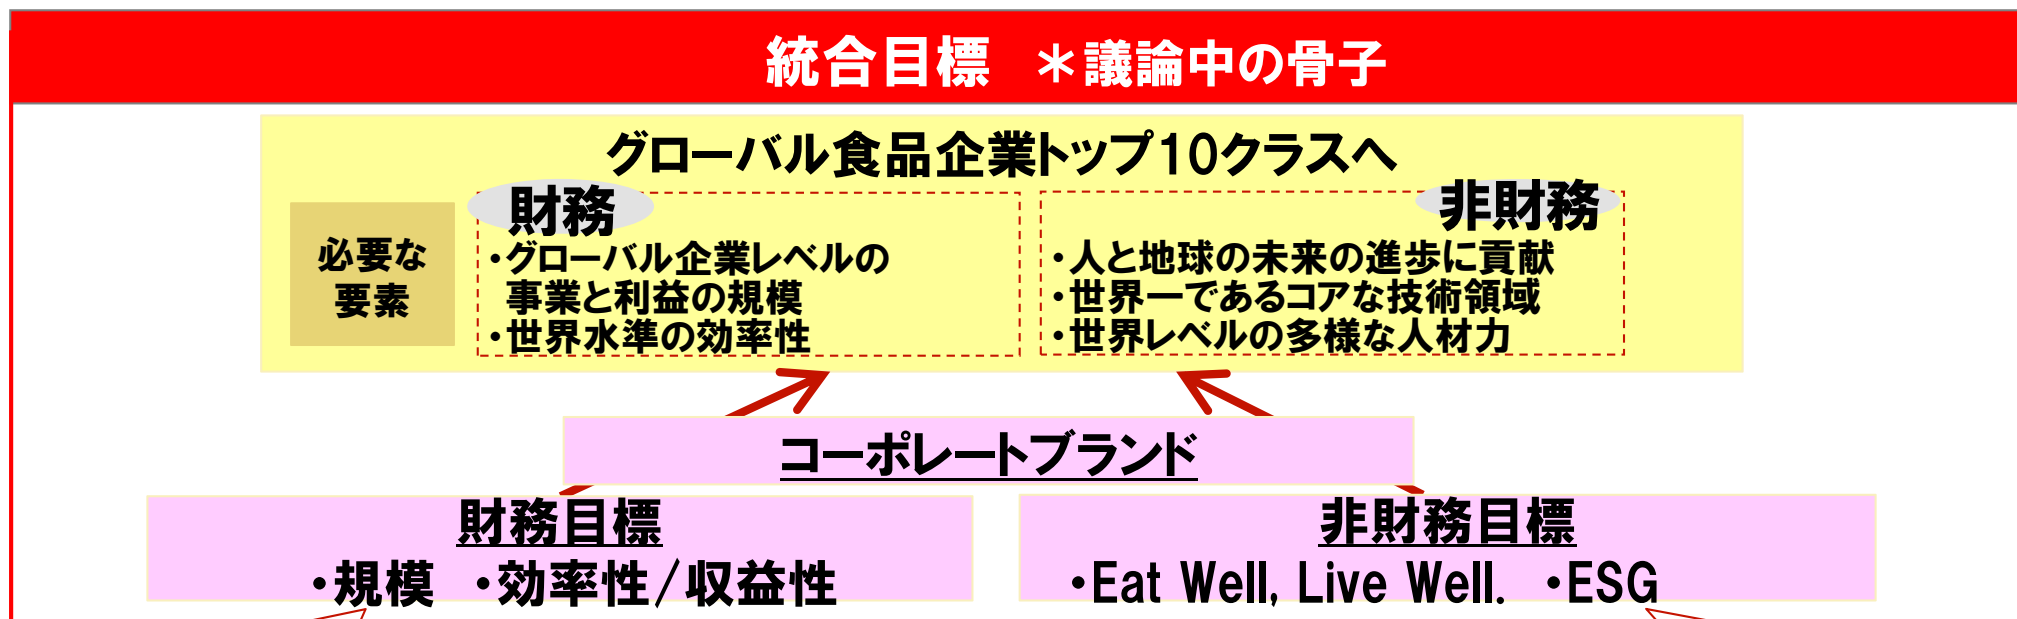 統合目標　＊議論中の骨子
グローバル食品企業トップ10クラスへ
必要な
要素
財務
・グローバル企業レベルの
事業と利益の規模
・世界水準の効率性
非財務
・人と地球の未来の進歩に貢献
・世界一であるコアな技術領域
・世界レベルの多様な人材力
コーポレートブランド
財務目標
・規模　・効率性/収益性
非財務目標
・Eat Well, Live Well.　・ESG